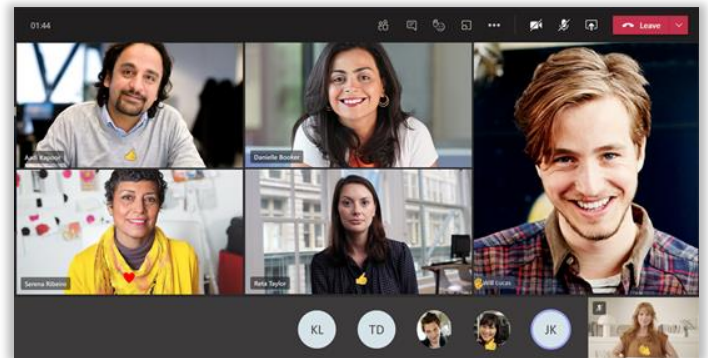 01:44
Leave
Aadi Kapoor
Danielle Booker
Serena Ribeiro
Reta Taylor
Will Lucas
KL
TD
JK